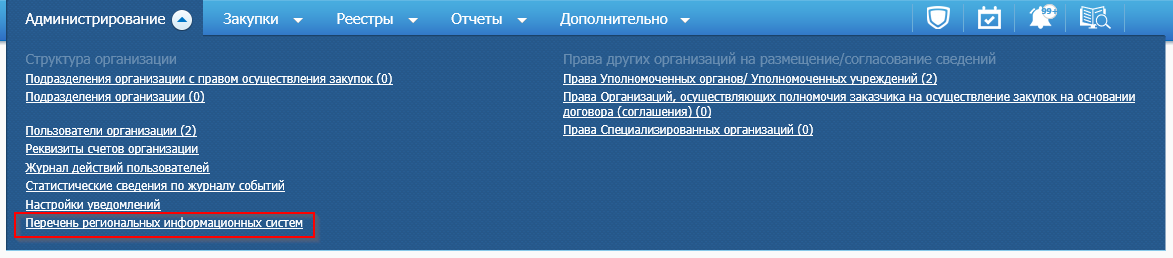 Администрирование Закупки Реестры Отчеты Дополнительно 99+
Структура организации
Подразделения организации с правом осуществления закупок (0)
Подразделения организации (0)
Пользователи организации (2)
Реквизиты счетов организации
Журнал действий пользователей
Статистические сведения по журналу событий
Настройки уведомлений
Перечень региональных информационных систем
Права других организаций на размещение/согласование сведений
Права Уполномоченных органов/ Уполномоченных учреждений (2)
Права Организаций, осуществляющих полномочия заказчика на осуществление закупок на основании
договора (соглашения) (0)
Права Специализированных организаций (0)